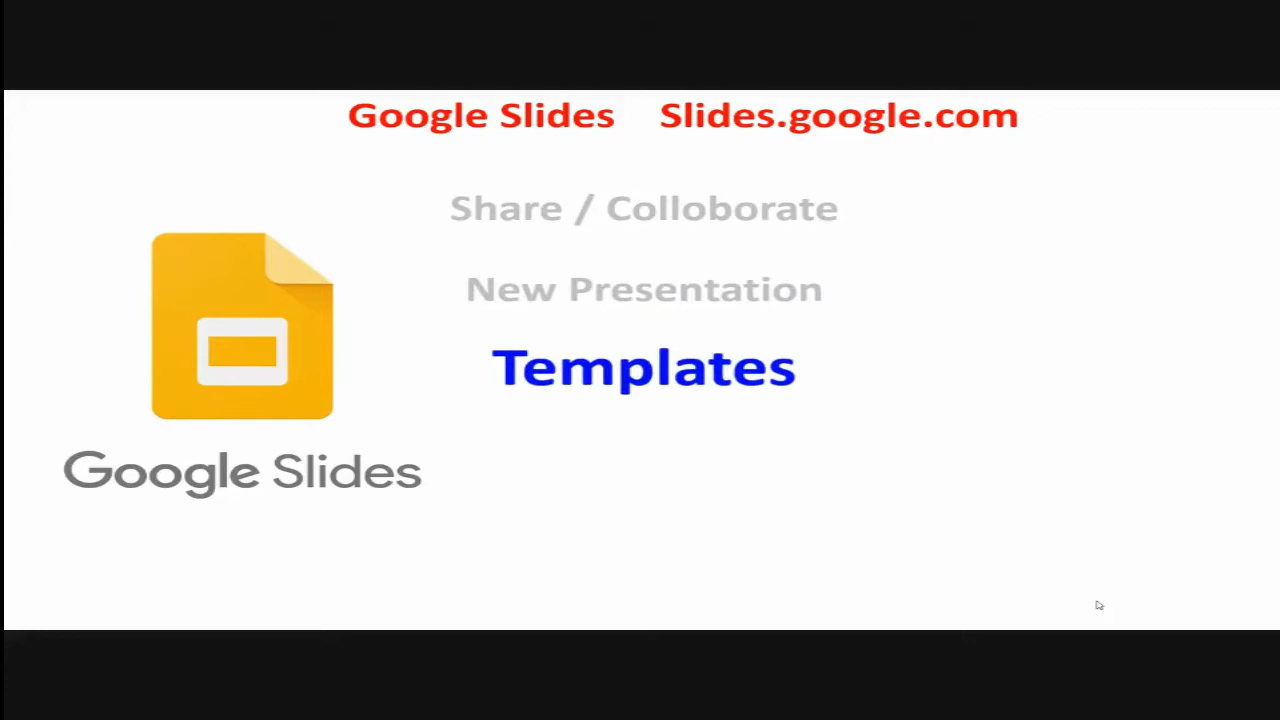 Google Slides Slides.google.com
Share / Colloborate
New Presentation
Templates
Google Slides